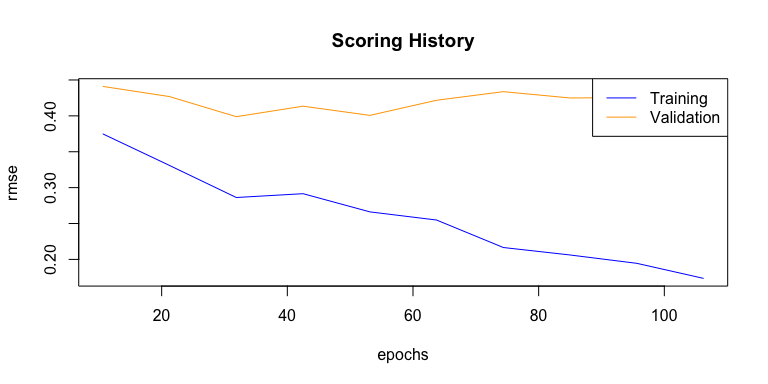 Scoring History
rmse
0.40
0.30
0.20
Training
Validation
20 40 60 80 100
epochs